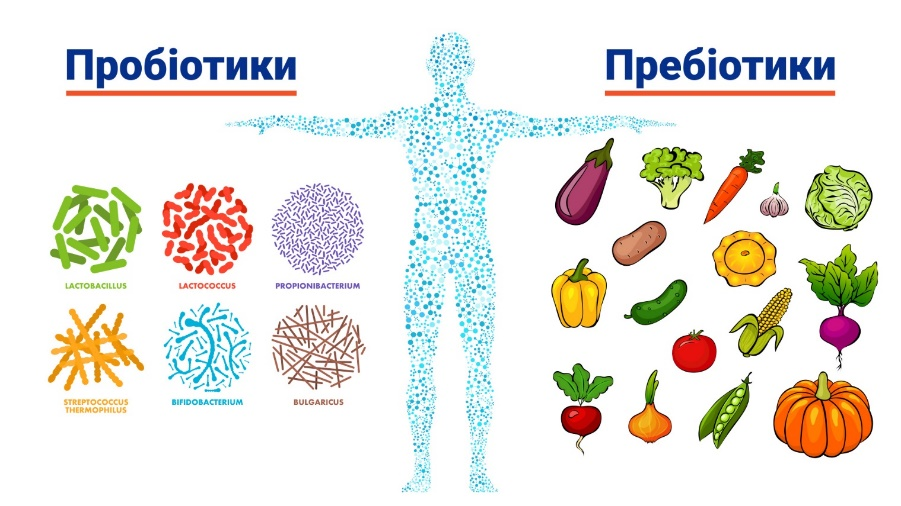 Пробіотики
Пребіотики
LACTOBACILLUS
LACTOCOCCUS
PROPIONIBACTERIUM
STREPTOCOCCUS
THERMOPHILUS
BIFIDOBACTERIUM
BULGARICUS